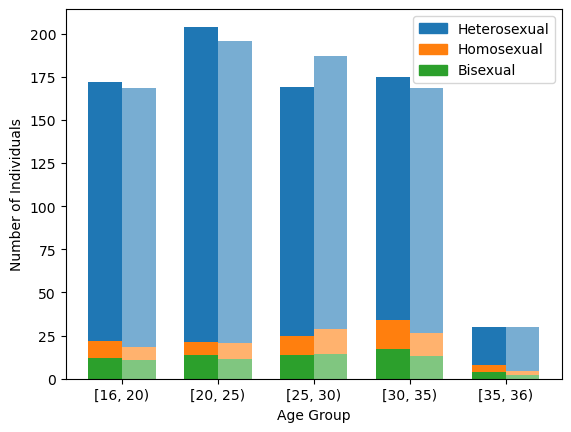 Heterosexual
Homosexual
Bisexual
200
175
150
125
100
75
50
25
0
Number of Individuals
[16, 20)
[20, 25)
[25, 30)
[30, 35)
[35, 36)
Age Group